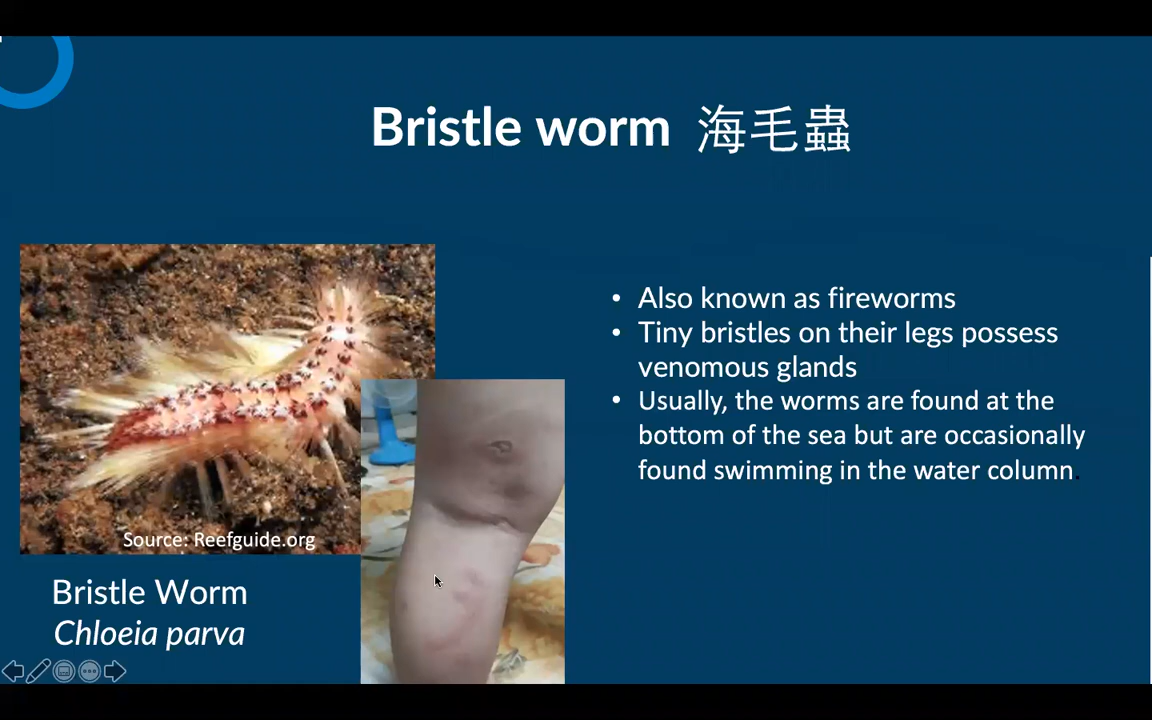 Bristle worm 海毛蟲
• Also known as fireworms
• Tiny bristles on their legs possess
venomous glands
• Usually, the worms are found at the
bottom of the sea but are occasionally
found swimming in the water column.
Source: Reefguide.org
Bristle Worm
Chloeia parva